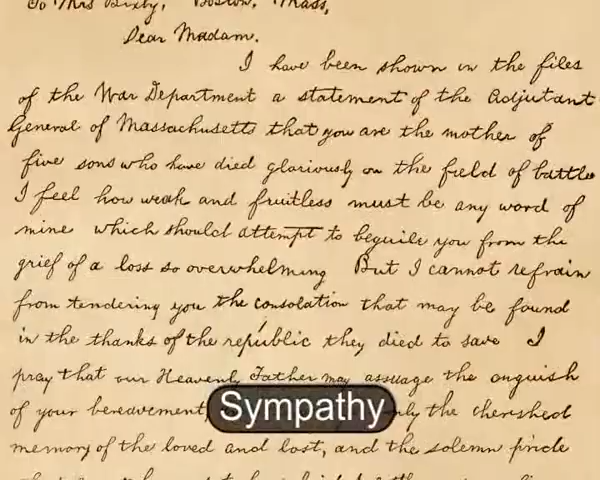 To Mrs Bixby, Boston, Mass,
Dear Madam.
I have been shown in the files
of the War Department a statement of the Adjutant
General of Massachusetts that you are the mother of
five sons who have died gloriously on the field of battle
I feel how weak and fruitless must be any word of
mine which should attempt to beguile you from the
grief of a loss so overwhelming But I cannot refrain
from tendering you the consolation that may be found
in the thanks of the republic they died to save I
pray that our Heavenly Father may assuage the anguish
of your bereavement
Sympathy
the cherished
memory of the loved and lost, and the solemn pride